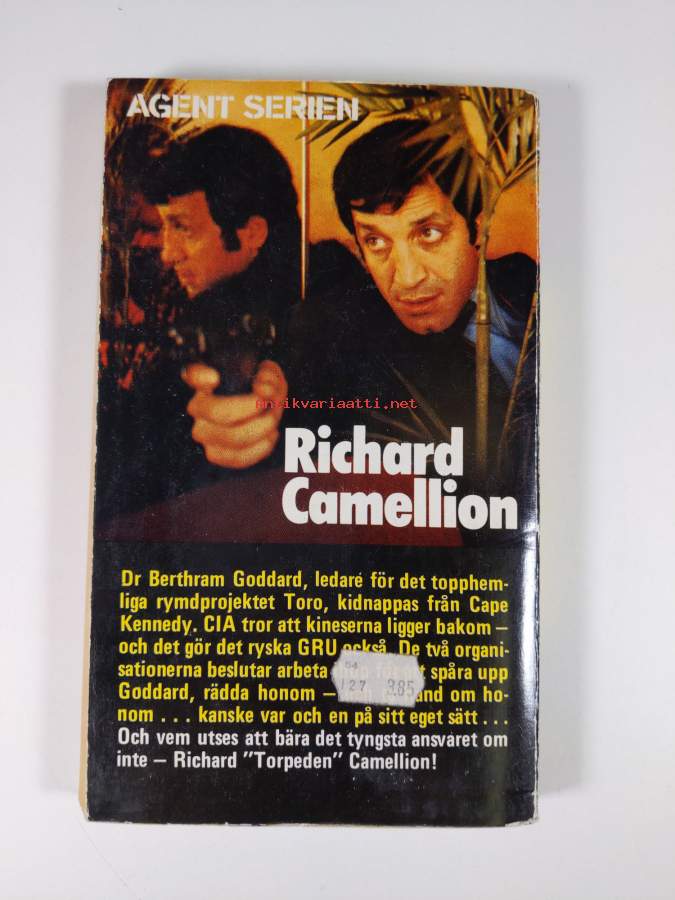 AGENT SERIEN
antikvariaatti.net
Richard
Camellion
Dr Berthram Goddard, ledare för det topphem-
liga rymdprojektet Toro, kidnappas från Cape
Kennedy. CIA tror att kineserna ligger bakom –
och det gör det ryska GRU också. De två organi-
sationerna beslutar arbeta spåra upp
Goddard, rädda honom – om ho-
nom . . . kanske var och en på sitt eget sätt . . .
Och vem utses att bära det tyngsta ansvaret om
inte – Richard ”Torpeden” Camellion!
54
127 3.85